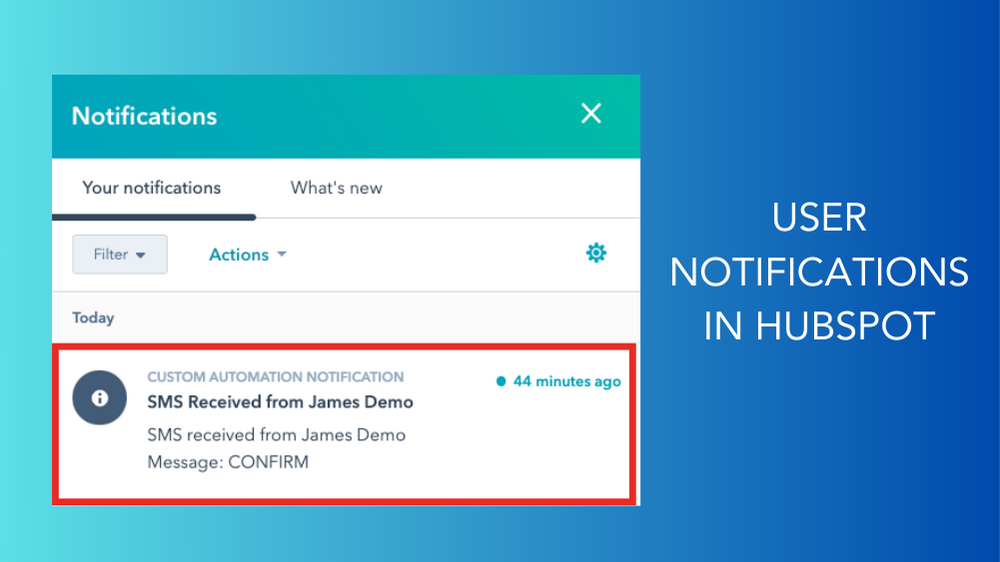 Notifications
Your notifications
What's new
Filter
Actions
Today
CUSTOM AUTOMATION NOTIFICATION
44 minutes ago
SMS Received from James Demo
SMS received from James Demo
Message: CONFIRM
USER
NOTIFICATIONS
IN HUBSPOT